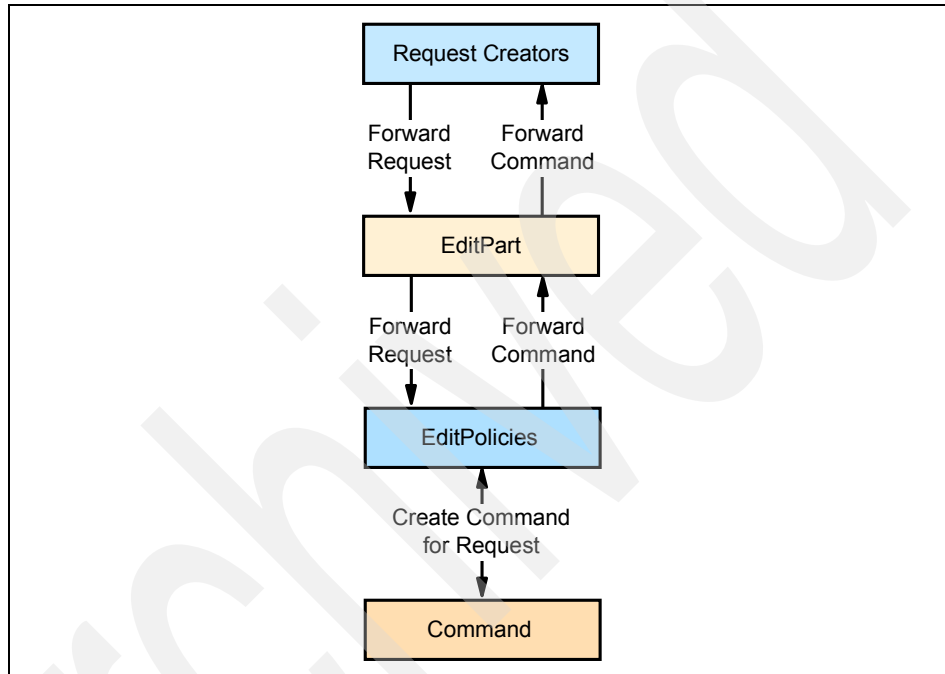 Request Creators
Forward Forward
Request Command
EditPart
Forward Forward
Request Command
EditPolicies
Create Command
for Request
Command